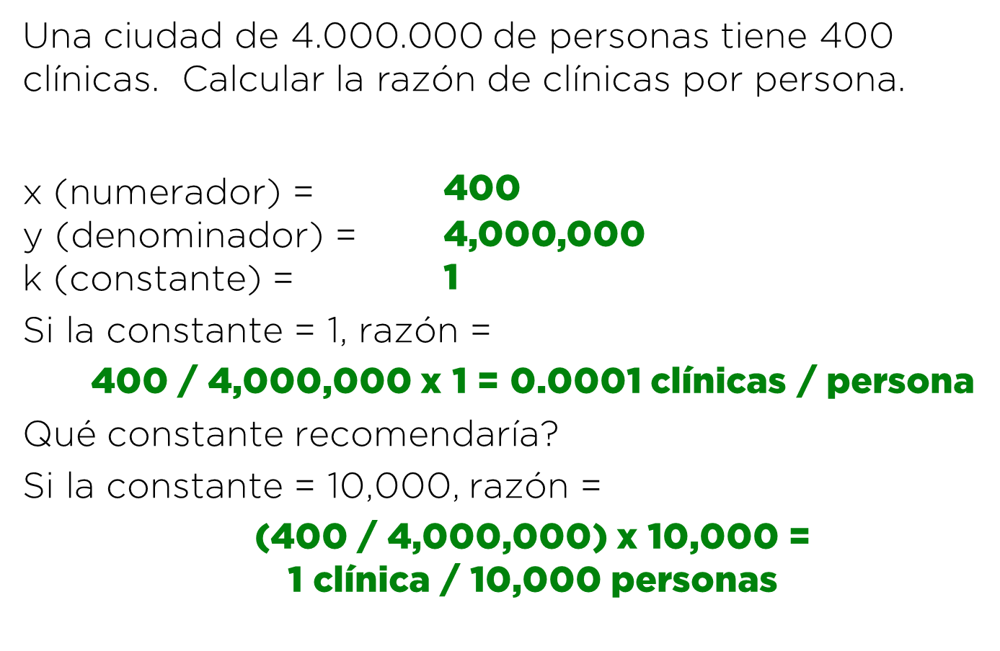 Una ciudad de 4.000.000 de personas tiene 400
clínicas.  Calcular la razón de clínicas por persona.
x (numerador) = 400
y (denominador) = 4,000,000
k (constante) = 1
Si la constante = 1, razón =
400 / 4,000,000 x 1 = 0.0001 clínicas / persona
Qué constante recomendaría?
Si la constante = 10,000, razón =
(400 / 4,000,000) x 10,000 =
1 clínica / 10,000 personas